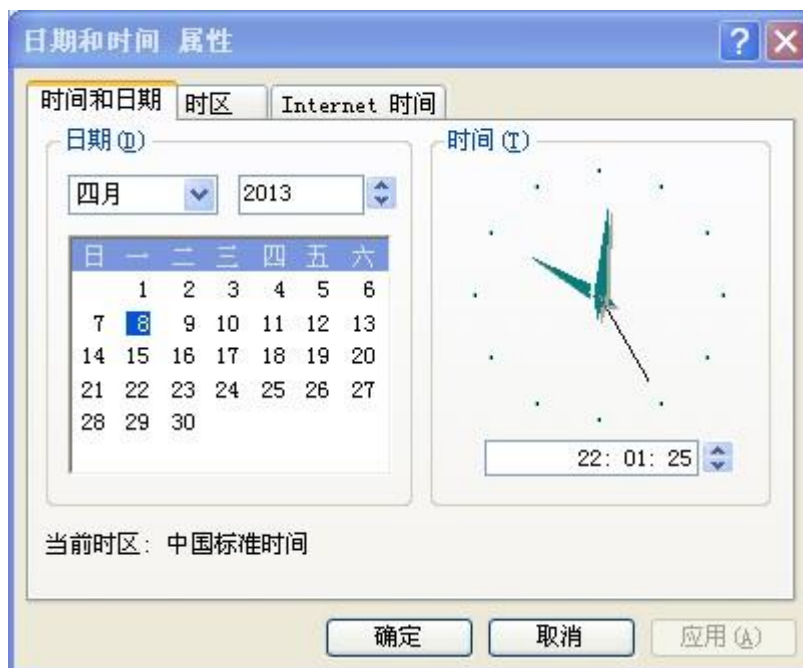 日期和时间 属性
时间和日期 时区 Internet 时间
日期(D)
四月 2013
日 一 二 三 四 五 六
1 2 3 4 5 6
7 8 9 10 11 12 13
14 15 16 17 18 19 20
21 22 23 24 25 26 27
28 29 30
时间(T)
22: 01: 25
当前时区: 中国标准时间
确定 取消 应用(A)